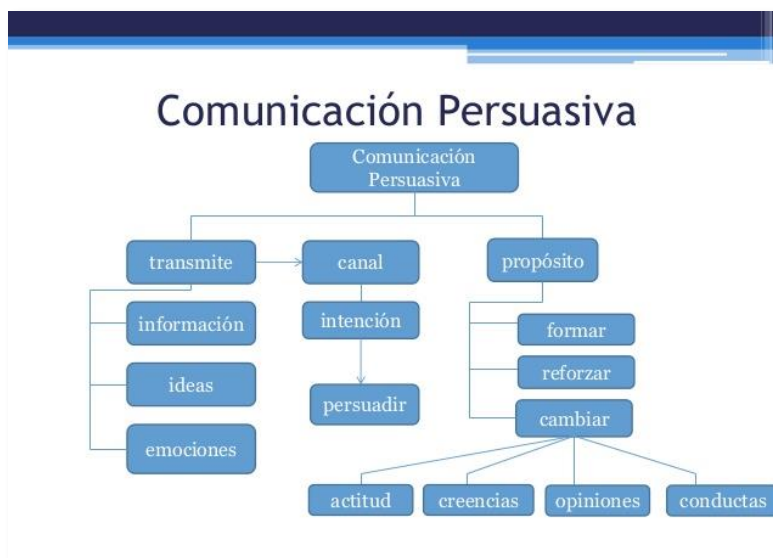 Comunicación Persuasiva
Comunicación
Persuasiva
transmite
canal
propósito
información
intención
formar
ideas
reforzar
persuadir
cambiar
emociones
actitud
creencias
opiniones
conductas